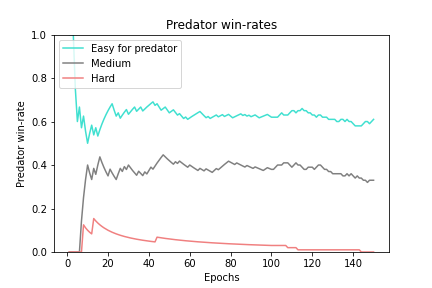 Predator win-rates
Easy for predator
Medium
Hard
Predator win-rate
1.0
0.8
0.6
0.4
0.2
0.0
0 20 40 60 80 100 120 140
Epochs